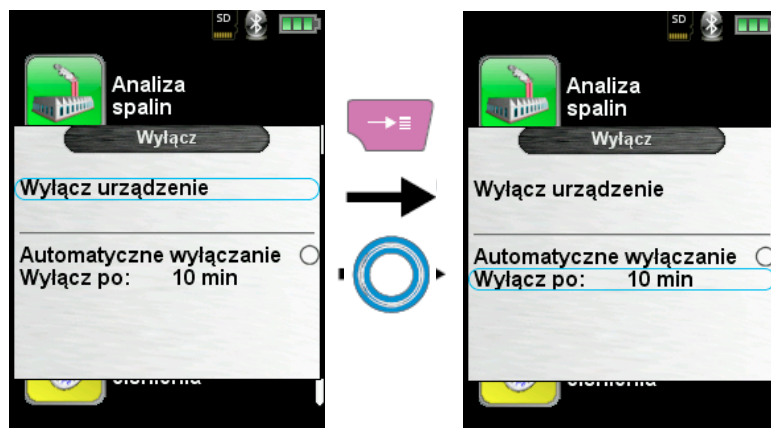 SD
Analiza
spalin
Wyłącz
Wyłącz urządzenie
Automatyczne wyłączanie
Wyłącz po: 10 min
SD
Analiza
spalin
Wyłącz
Wyłącz urządzenie
Automatyczne wyłączanie
Wyłącz po: 10 min